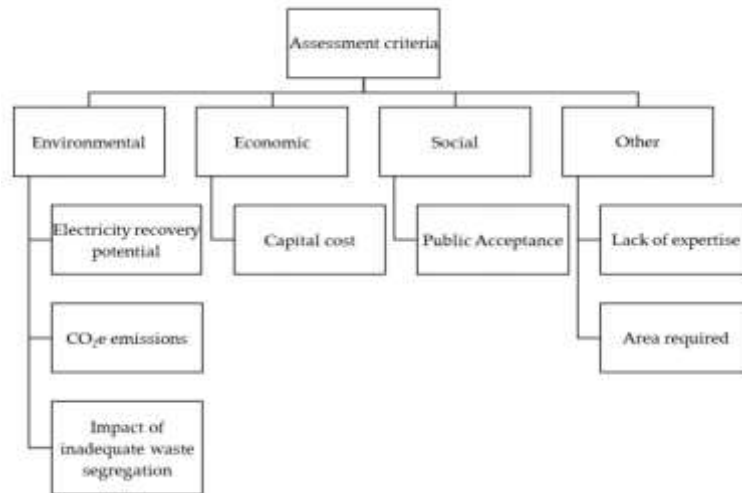 Assessment criteria
Environmental
Economic
Social
Other
Electricity recovery
potential
Capital cost
Public Acceptance
Lack of expertise
CO₂e emissions
Area required
Impact of
inadequate waste
segregation